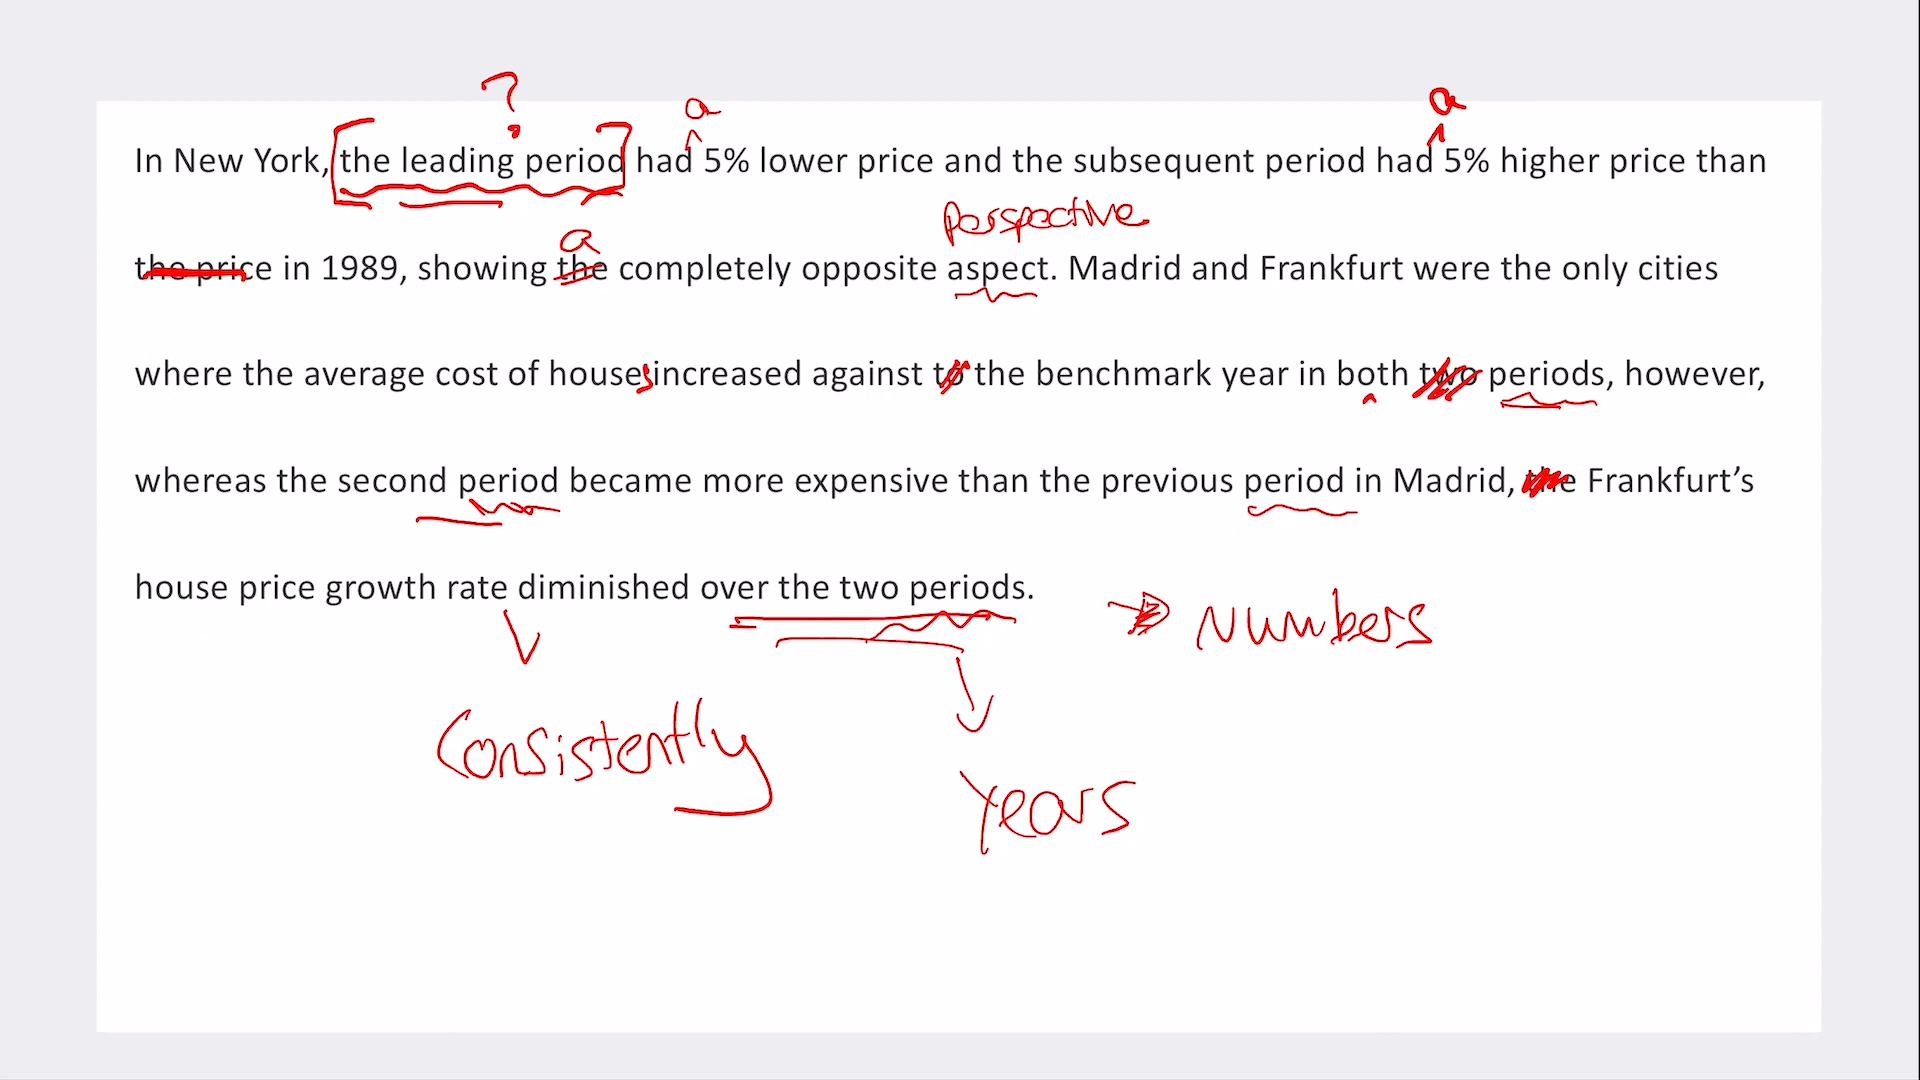 ?
a
a
In New York, the leading period had 5% lower price and the subsequent period had 5% higher price than
perspective
a
the price in 1989, showing the completely opposite aspect. Madrid and Frankfurt were the only cities
where the average cost of houses increased against to the benchmark year in both two periods, however,
whereas the second period became more expensive than the previous period in Madrid, the Frankfurt’s
house price growth rate diminished over the two periods.
Numbers
Consistently
Years